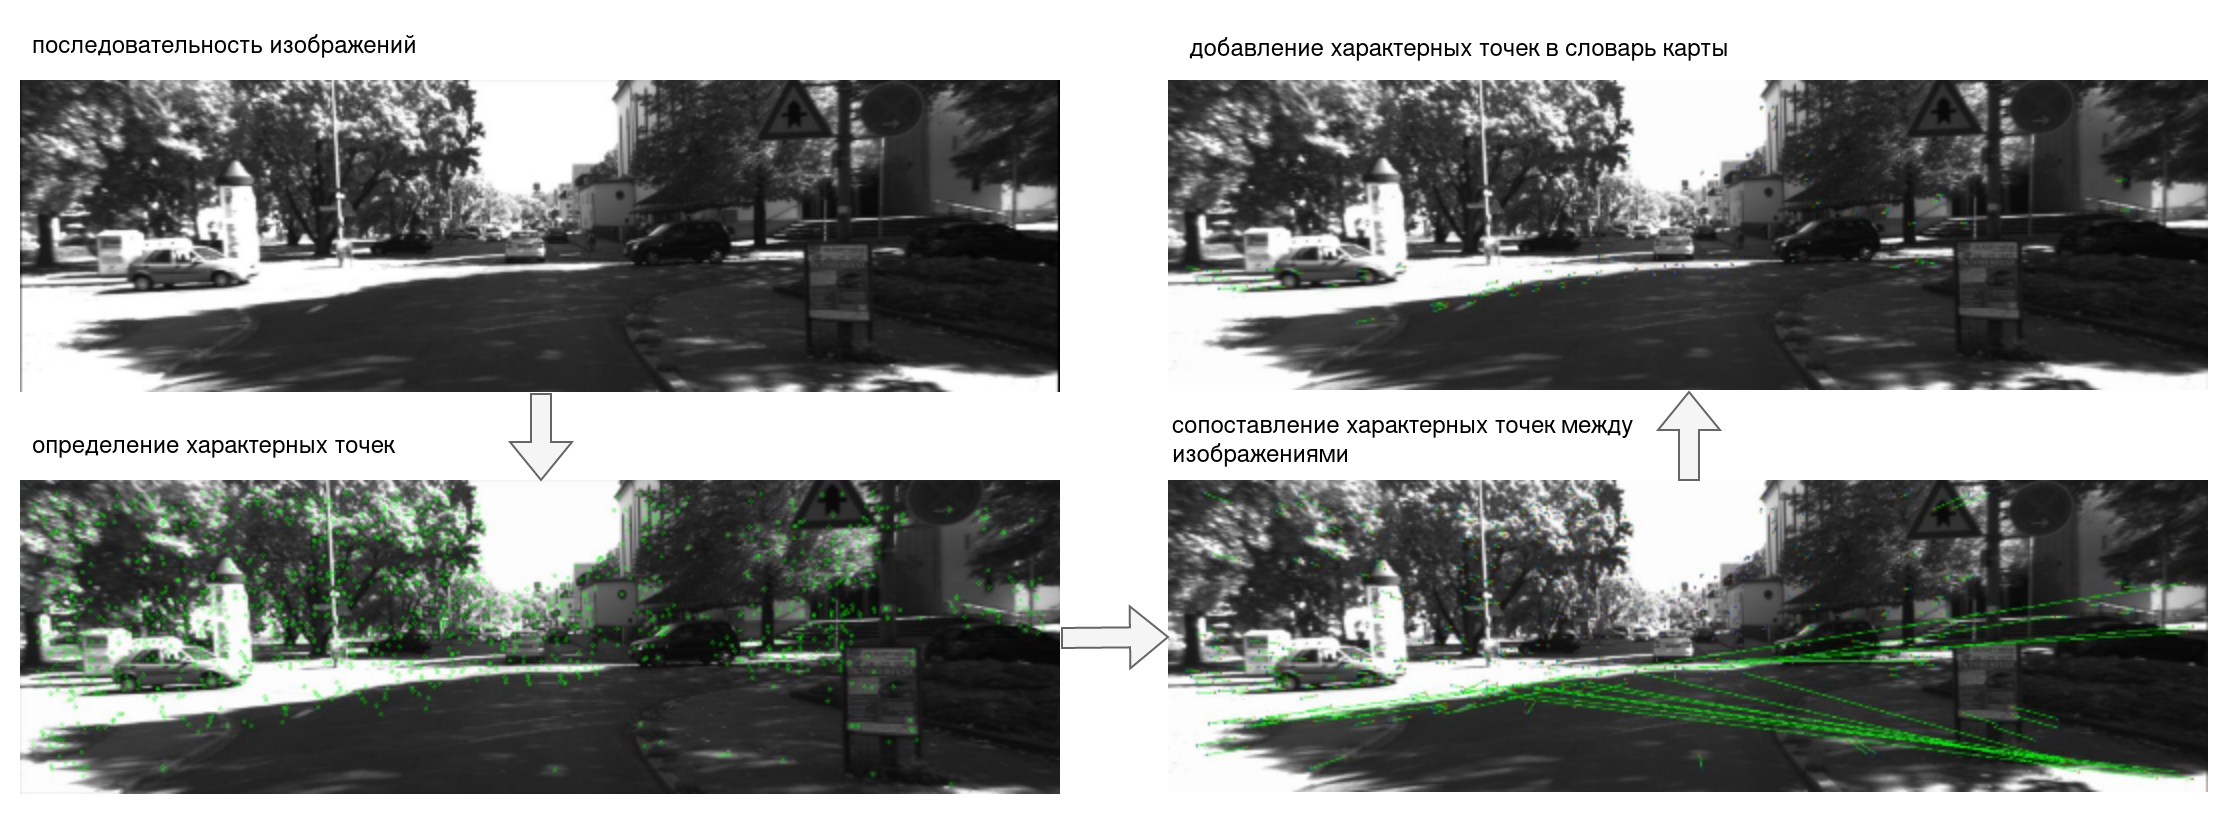 последовательность изображений
определение характерных точек
сопоставление характерных точек между
изображениями
добавление характерных точек в словарь карты